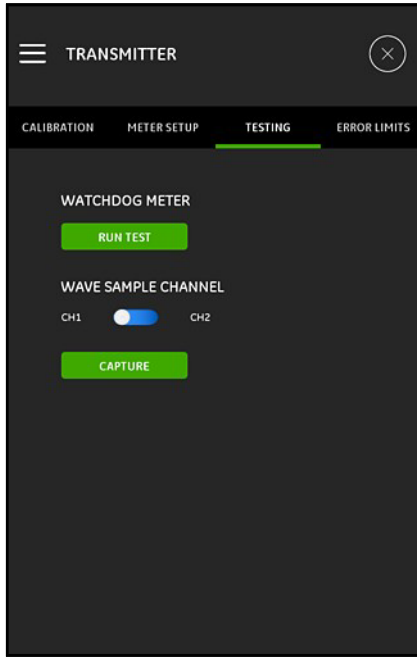 TRANSMITTER
CALIBRATION METER SETUP TESTING ERROR LIMITS
WATCHDOG METER
RUN TEST
WAVE SAMPLE CHANNEL
CH1 CH2
CAPTURE